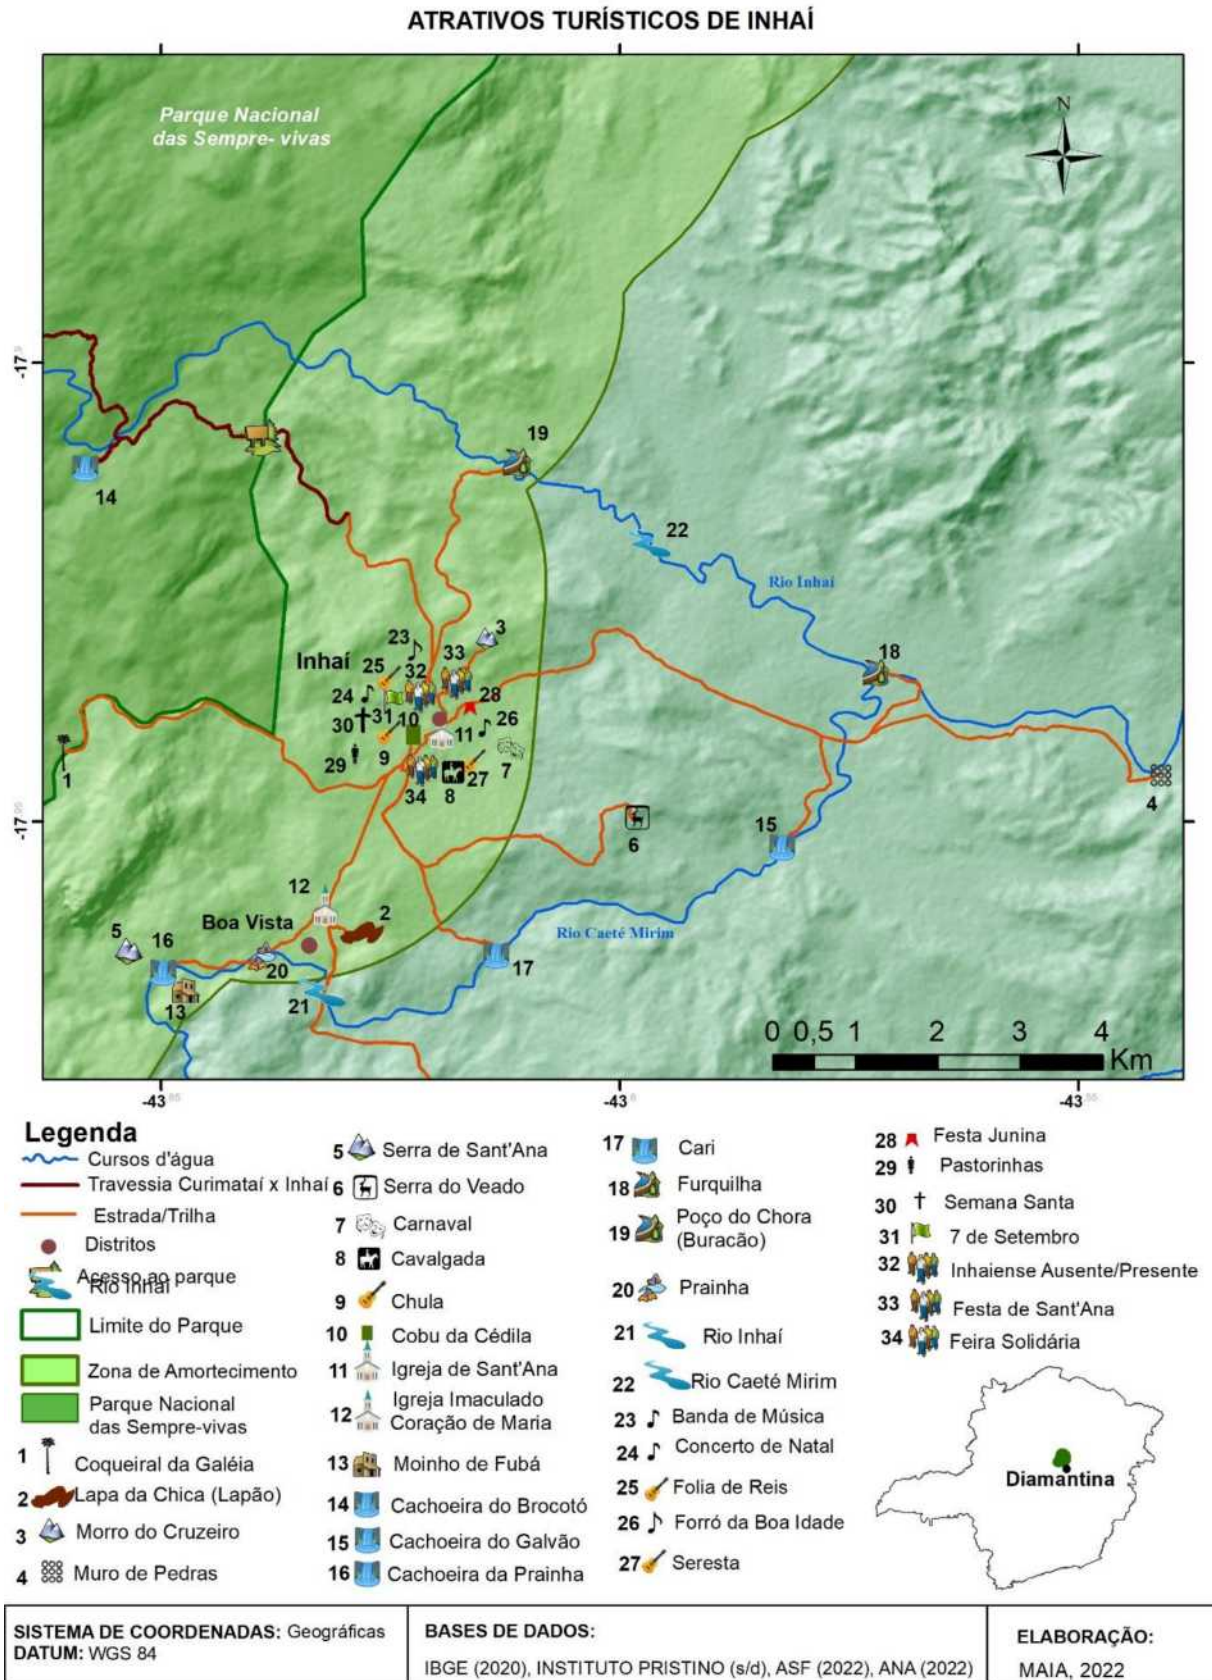 ATRATIVOS TURÍSTICOS DE INHAÍ
Parque Nacional
das Sempre- vivas
N
-17.9
19
14
22
Rio Inhaí
23
3
33
Inhaí
25
32
18
24
28
31
10
26
30
11
29
9
27
7
1
34
8
4
-17.95
6
15
12
Boa Vista
2
5
16
Rio Caeté Mirim
20
17
13
21
0 0,5 1 2 3 4
Km
-43.85
-43.6
-43.55
Legenda
Cursos d'água
Travessia Curimataí x Inhaí
Estrada/Trilha
Distritos
Acesso ao parque
Rio Inhaí
Limite do Parque
Zona de Amortecimento
Parque Nacional
das Sempre-vivas
1 Coqueiral da Galéia
2 Lapa da Chica (Lapão)
3 Morro do Cruzeiro
4 Muro de Pedras
5 Serra de Sant'Ana
6 Serra do Veado
7 Carnaval
8 Cavalgada
9 Chula
10 Cobu da Cédila
11 Igreja de Sant'Ana
12 Igreja Imaculado
Coração de Maria
13 Moinho de Fubá
14 Cachoeira do Brocotó
15 Cachoeira do Galvão
16 Cachoeira da Prainha
17 Cari
18 Furquilha
19 Poço do Chora
(Buracão)
20 Prainha
21 Rio Inhaí
22 Rio Caeté Mirim
23 Banda de Música
24 Concerto de Natal
25 Folia de Reis
26 Forró da Boa Idade
27 Seresta
28 Festa Junina
29 Pastorinhas
30 Semana Santa
31 7 de Setembro
32 Inhaiense Ausente/Presente
33 Festa de Sant'Ana
34 Feira Solidária
Diamantina
SISTEMA DE COORDENADAS: Geográficas
DATUM: WGS 84
BASES DE DADOS:
IBGE (2020), INSTITUTO PRISTINO (s/d), ASF (2022), ANA (2022)
ELABORAÇÃO:
MAIA, 2022